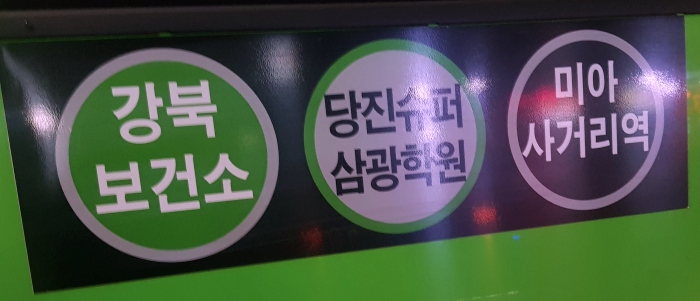 강북
보건소
당진슈퍼
삼광학원
미아
사거리역